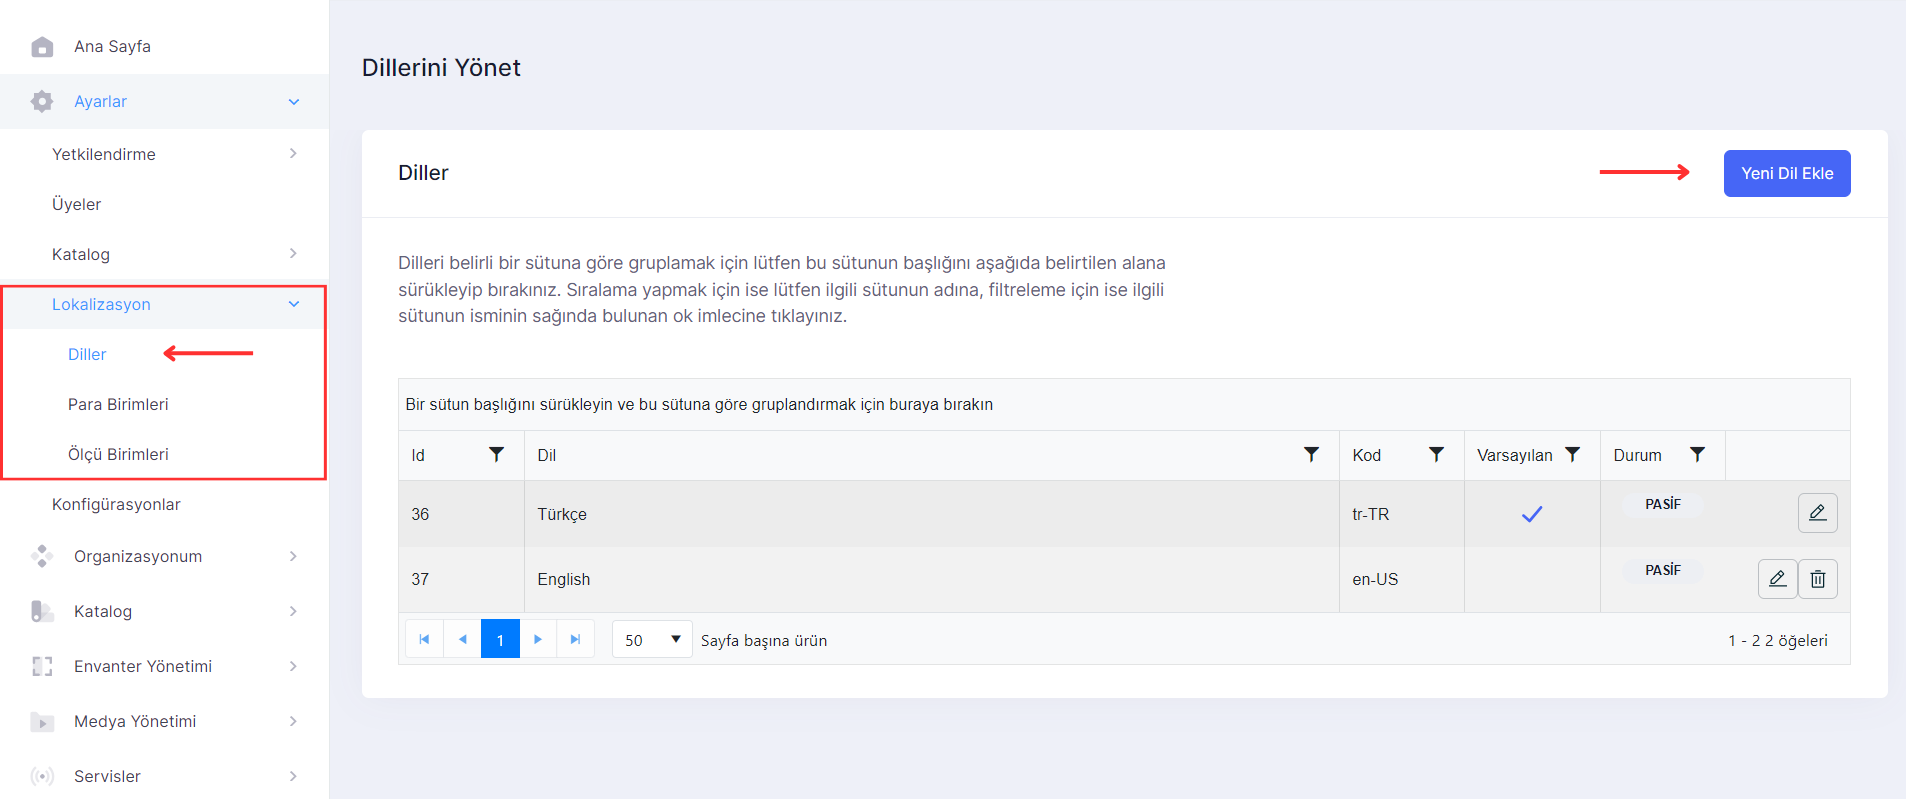 Ana Sayfa
Ayarlar
Yetkilendirme
Üyeler
Katalog
Lokalizasyon
Diller
Para Birimleri
Ölçü Birimleri
Konfigürasyonlar
Organizasyonum
Katalog
Envanter Yönetimi
Medya Yönetimi
Servisler
Dillerini Yönet
Diller
Yeni Dil Ekle
Dilleri belirli bir sütuna göre gruplamak için lütfen bu sütunun başlığını aşağıda belirtilen alana
sürükleyip bırakınız. Sıralama yapmak için ise lütfen ilgili sütunun adına, filtreleme için ise ilgili
sütunun isminin sağında bulunan ok imlecine tıklayınız.
Bir sütun başlığını sürükleyin ve bu sütuna göre gruplandırmak için buraya bırakın
Id Dil Kod Varsayılan Durum
36 Türkçe tr-TR PASİF
37 English en-US PASİF
1 50 Sayfa başına ürün 1 - 2 2 öğeleri